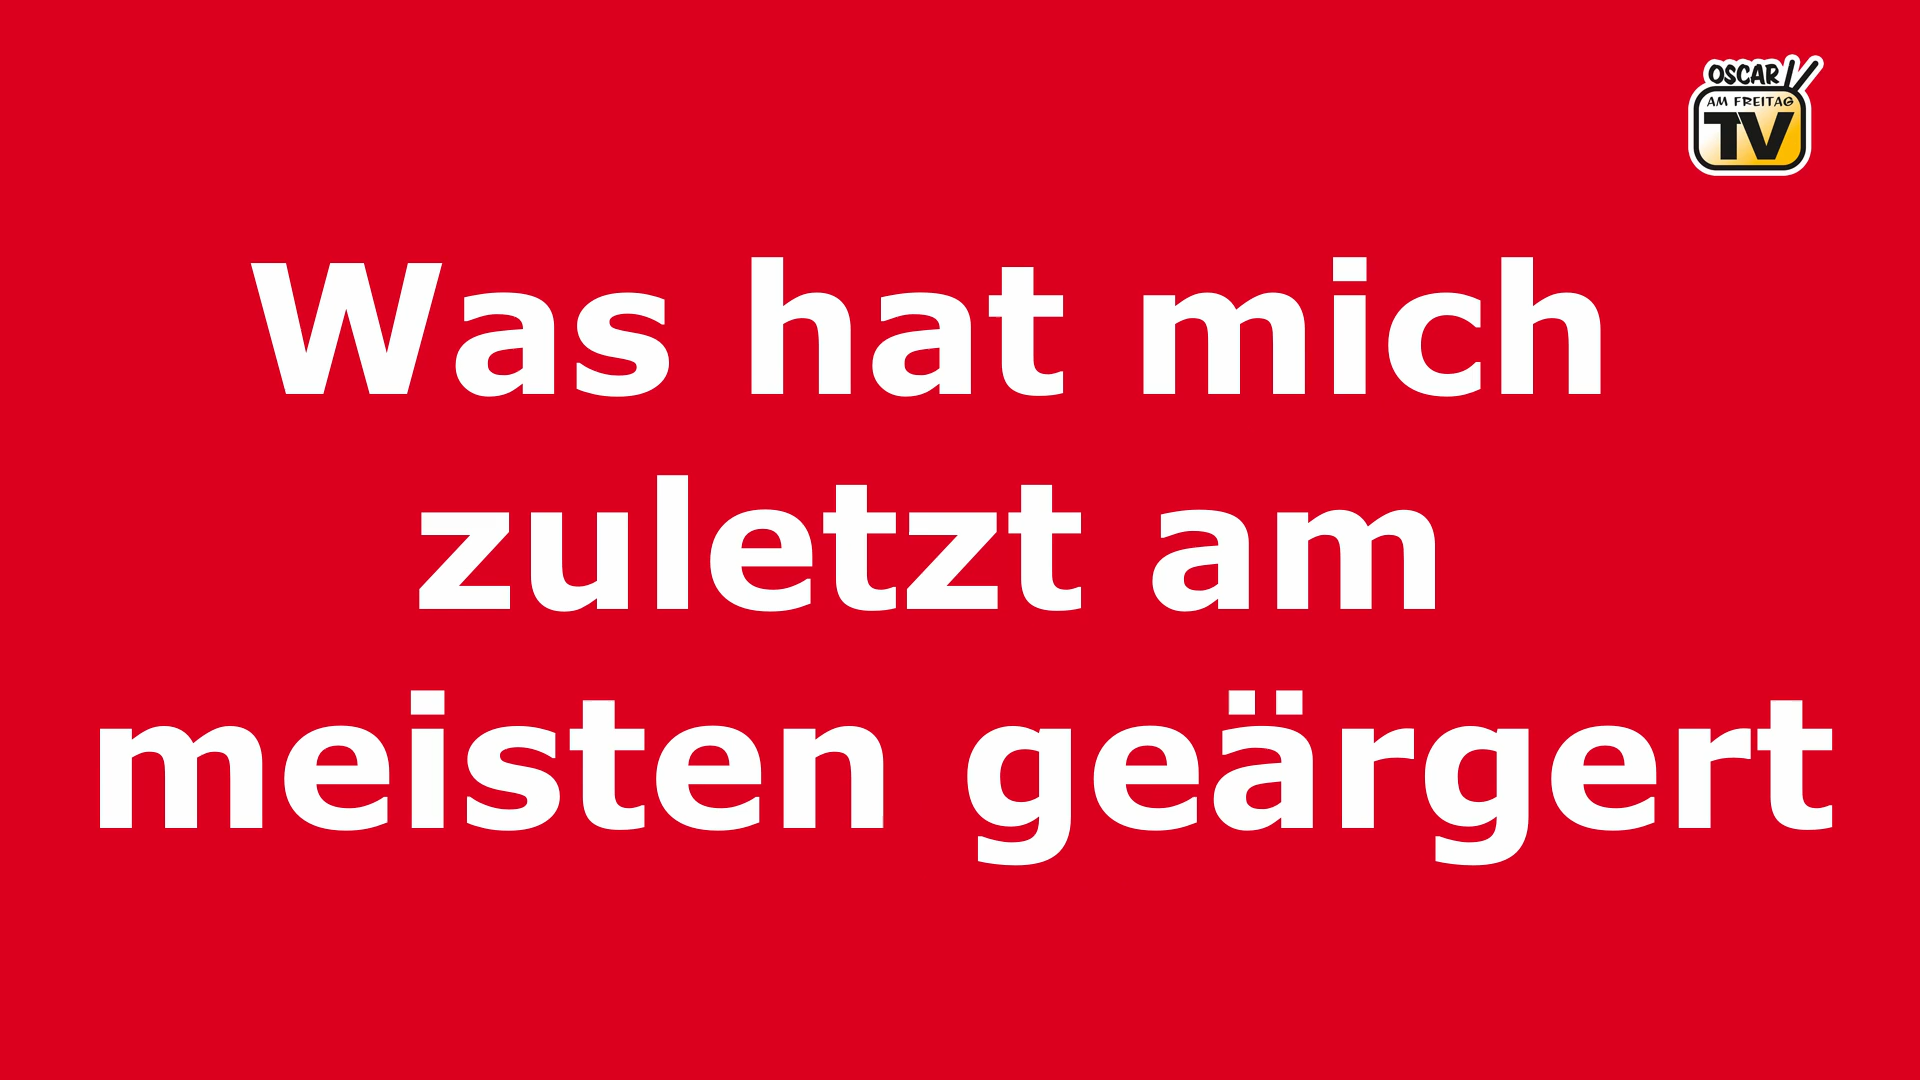 OSCAR
AM FREITAG
TV
Was hat mich
zuletzt am
meisten geärgert